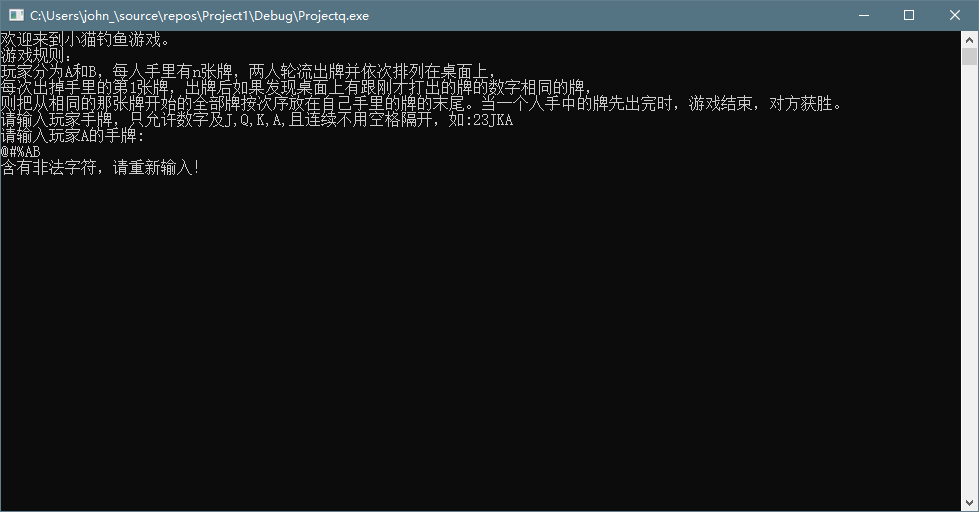 C:\Users\john_\source\repos\Project1\Debug\Projectq.exe
欢迎来到小猫钓鱼游戏。
游戏规则：
玩家分为A和B，每人手里有n张牌，两人轮流出牌并依次排列在桌面上，
每次出掉手里的第1张牌，出牌后如果发现桌面上有跟刚才打出的牌的数字相同的牌，
则把从相同的那张牌开始的全部牌按次序放在自己手里的牌的末尾。当一个人手中的牌先出完时，游戏结束，对方获胜。
请输入玩家手牌，只允许数字及J,Q,K,A,且连续不用空格隔开，如:23JKA
请输入玩家A的手牌:
@#%AB
含有非法字符，请重新输入!